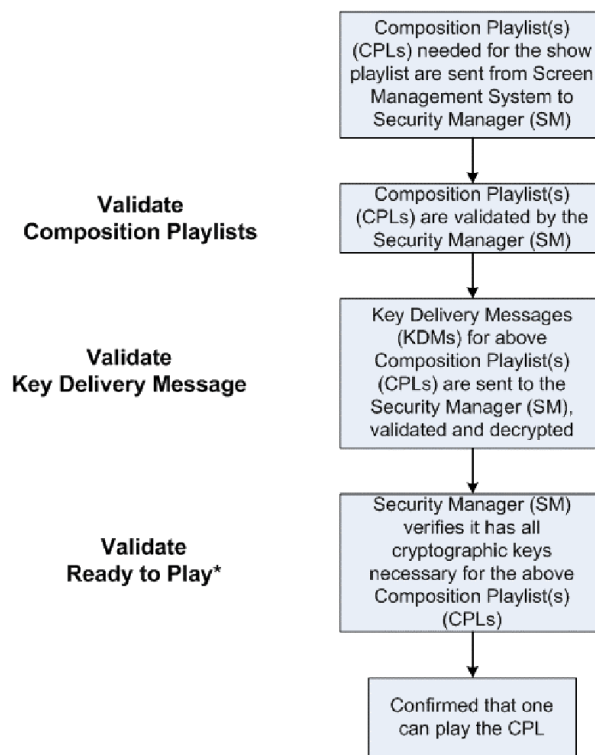 Composition Playlist(s)
(CPLs) needed for the show
playlist are sent from Screen
Management System to
Security Manager (SM)
Validate
Composition Playlists
Composition Playlist(s)
(CPLs) are validated by the
Security Manager (SM)
Validate
Key Delivery Message
Key Delivery Messages
(KDMs) for above
Composition Playlist(s)
(CPLs) are sent to the
Security Manager (SM),
validated and decrypted
Validate
Ready to Play*
Security Manager (SM)
verifies it has all
cryptographic keys
necessary for the above
Composition Playlist(s)
(CPLs)
Confirmed that one
can play the CPL